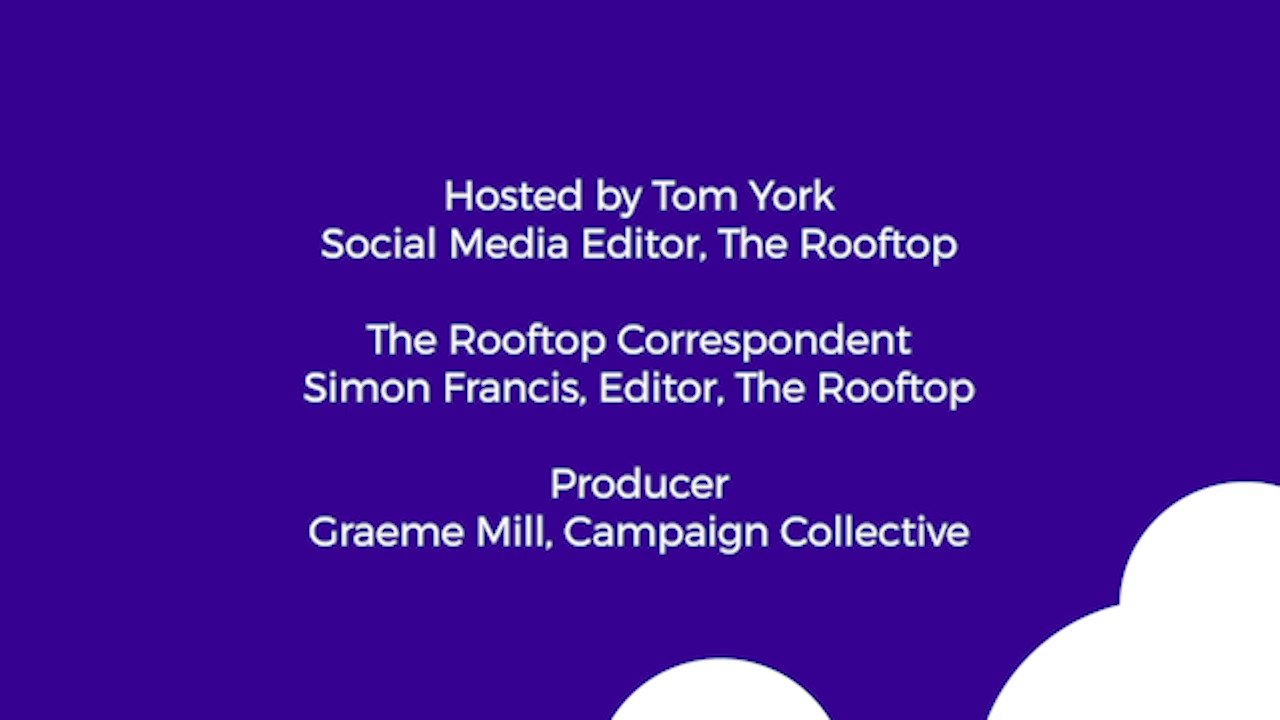 Hosted by Tom York
Social Media Editor, The Rooftop
The Rooftop Correspondent
Simon Francis, Editor, The Rooftop
Producer
Graeme Mill, Campaign Collective